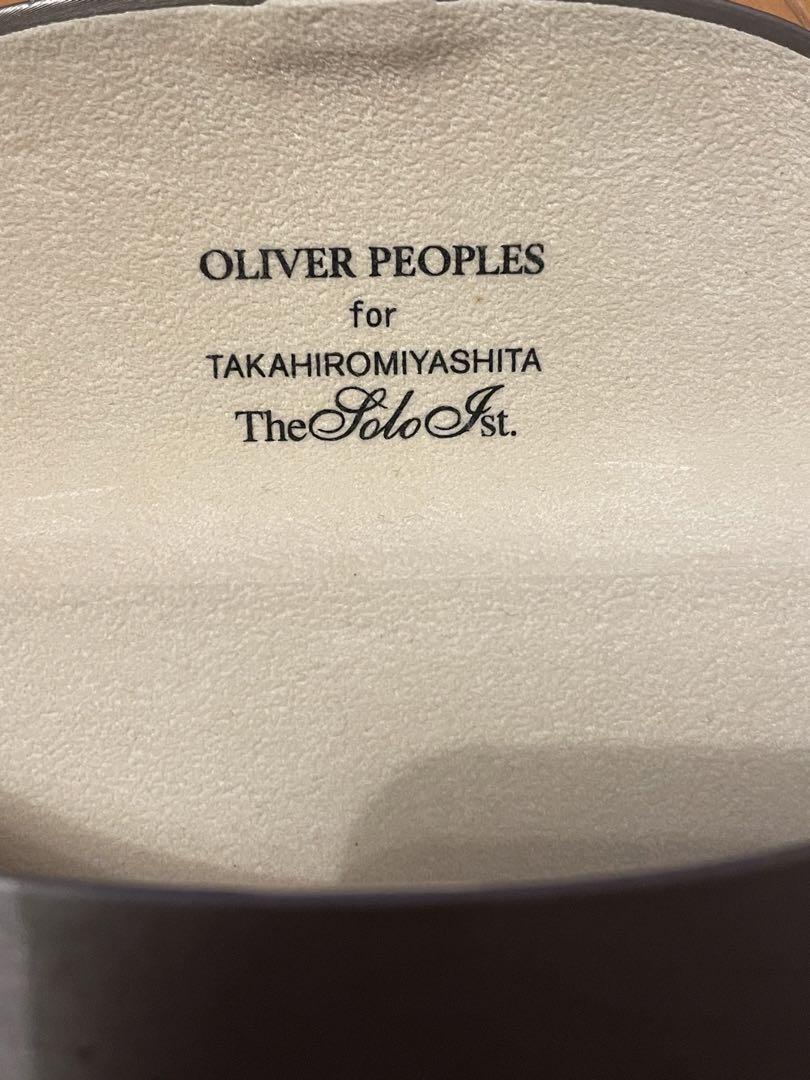 OLIVER PEOPLES
for
TAKAHIROMIYASHITA
TheSoloIst.